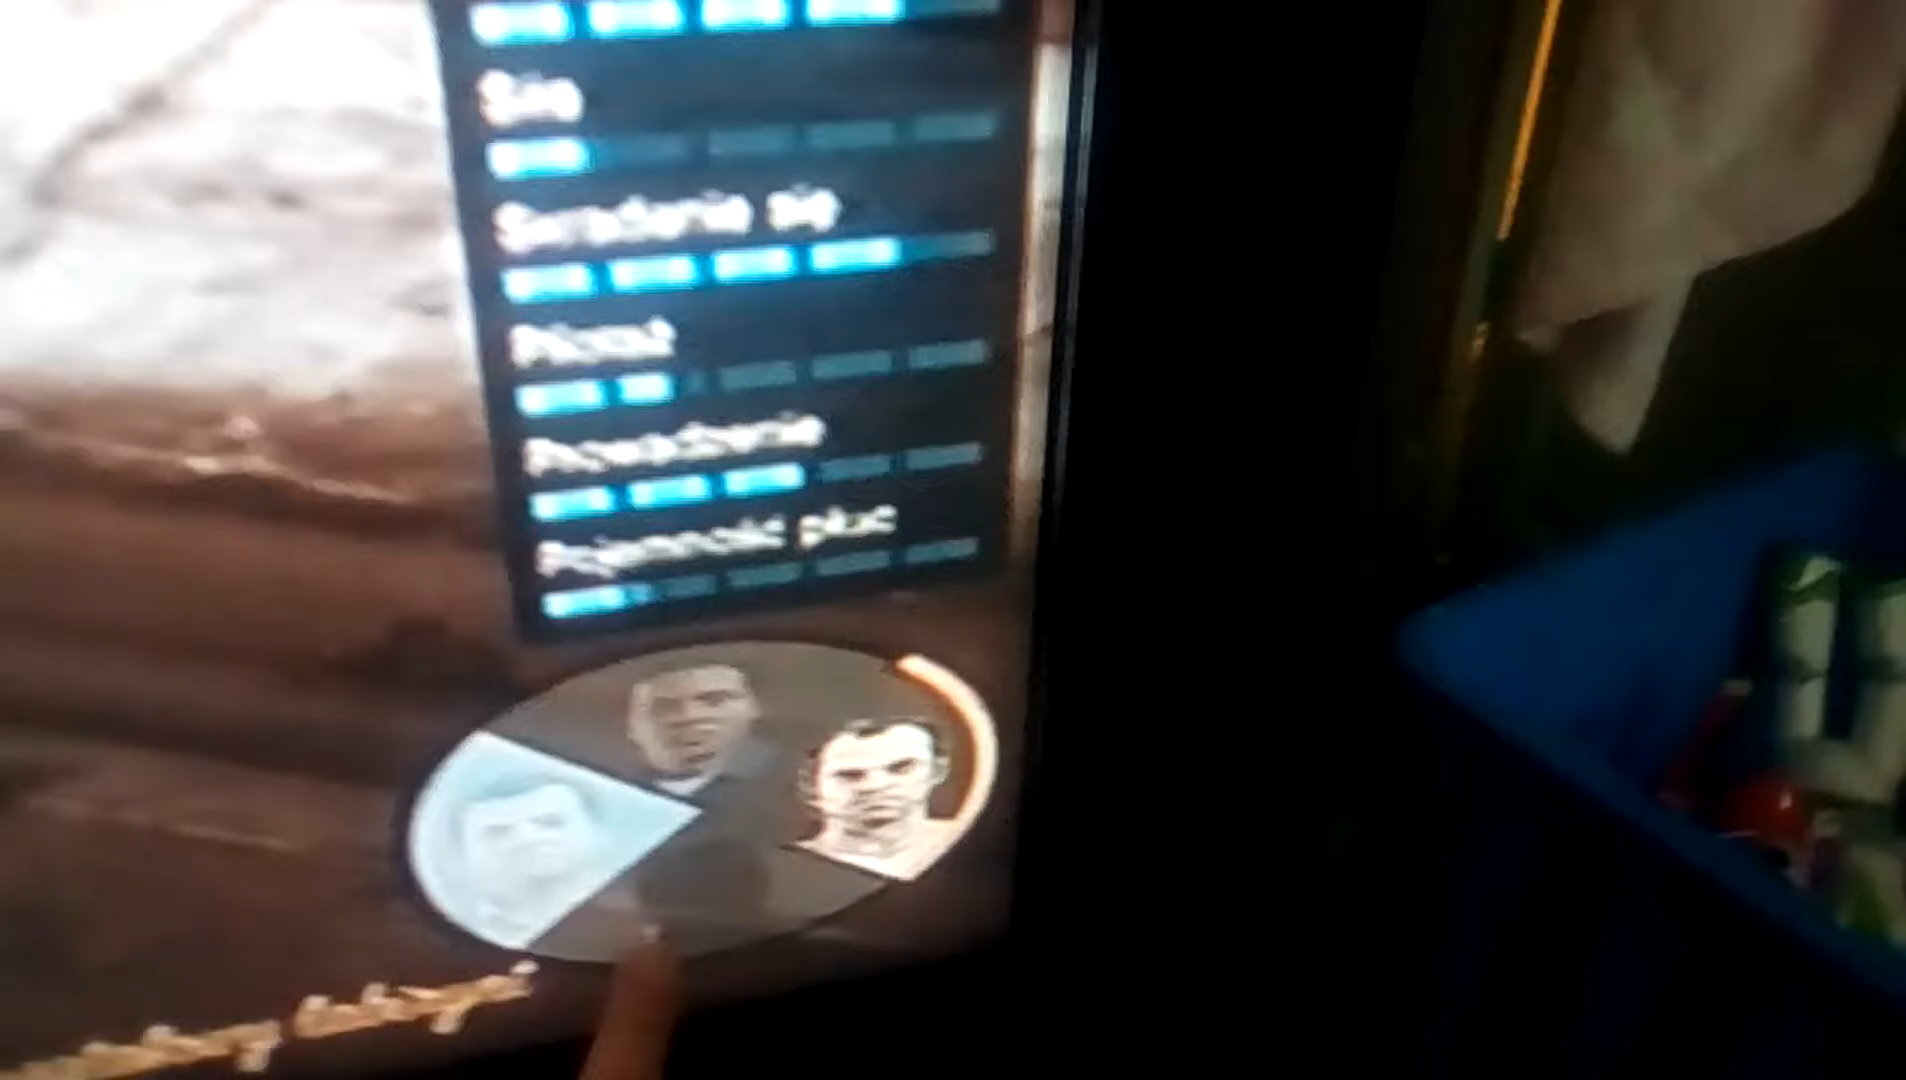 Siła
Skradanie się
Pilotaż
Prowadzenie
Pojemność płuc